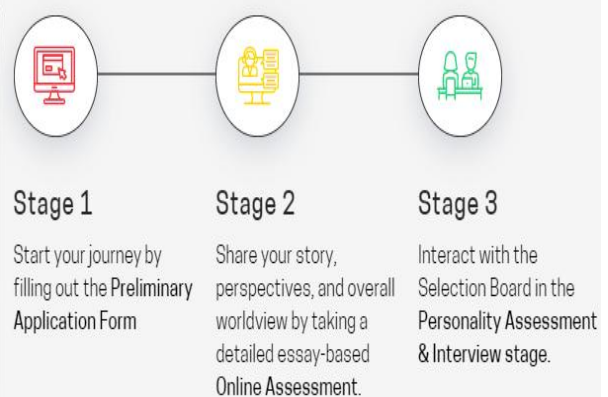 Stage 1
Start your journey by
filling out the Preliminary
Application Form
Stage 2
Share your story,
perspectives, and overall
worldview by taking a
detailed essay-based
Online Assessment.
Stage 3
Interact with the
Selection Board in the
Personality Assessment
& Interview stage.